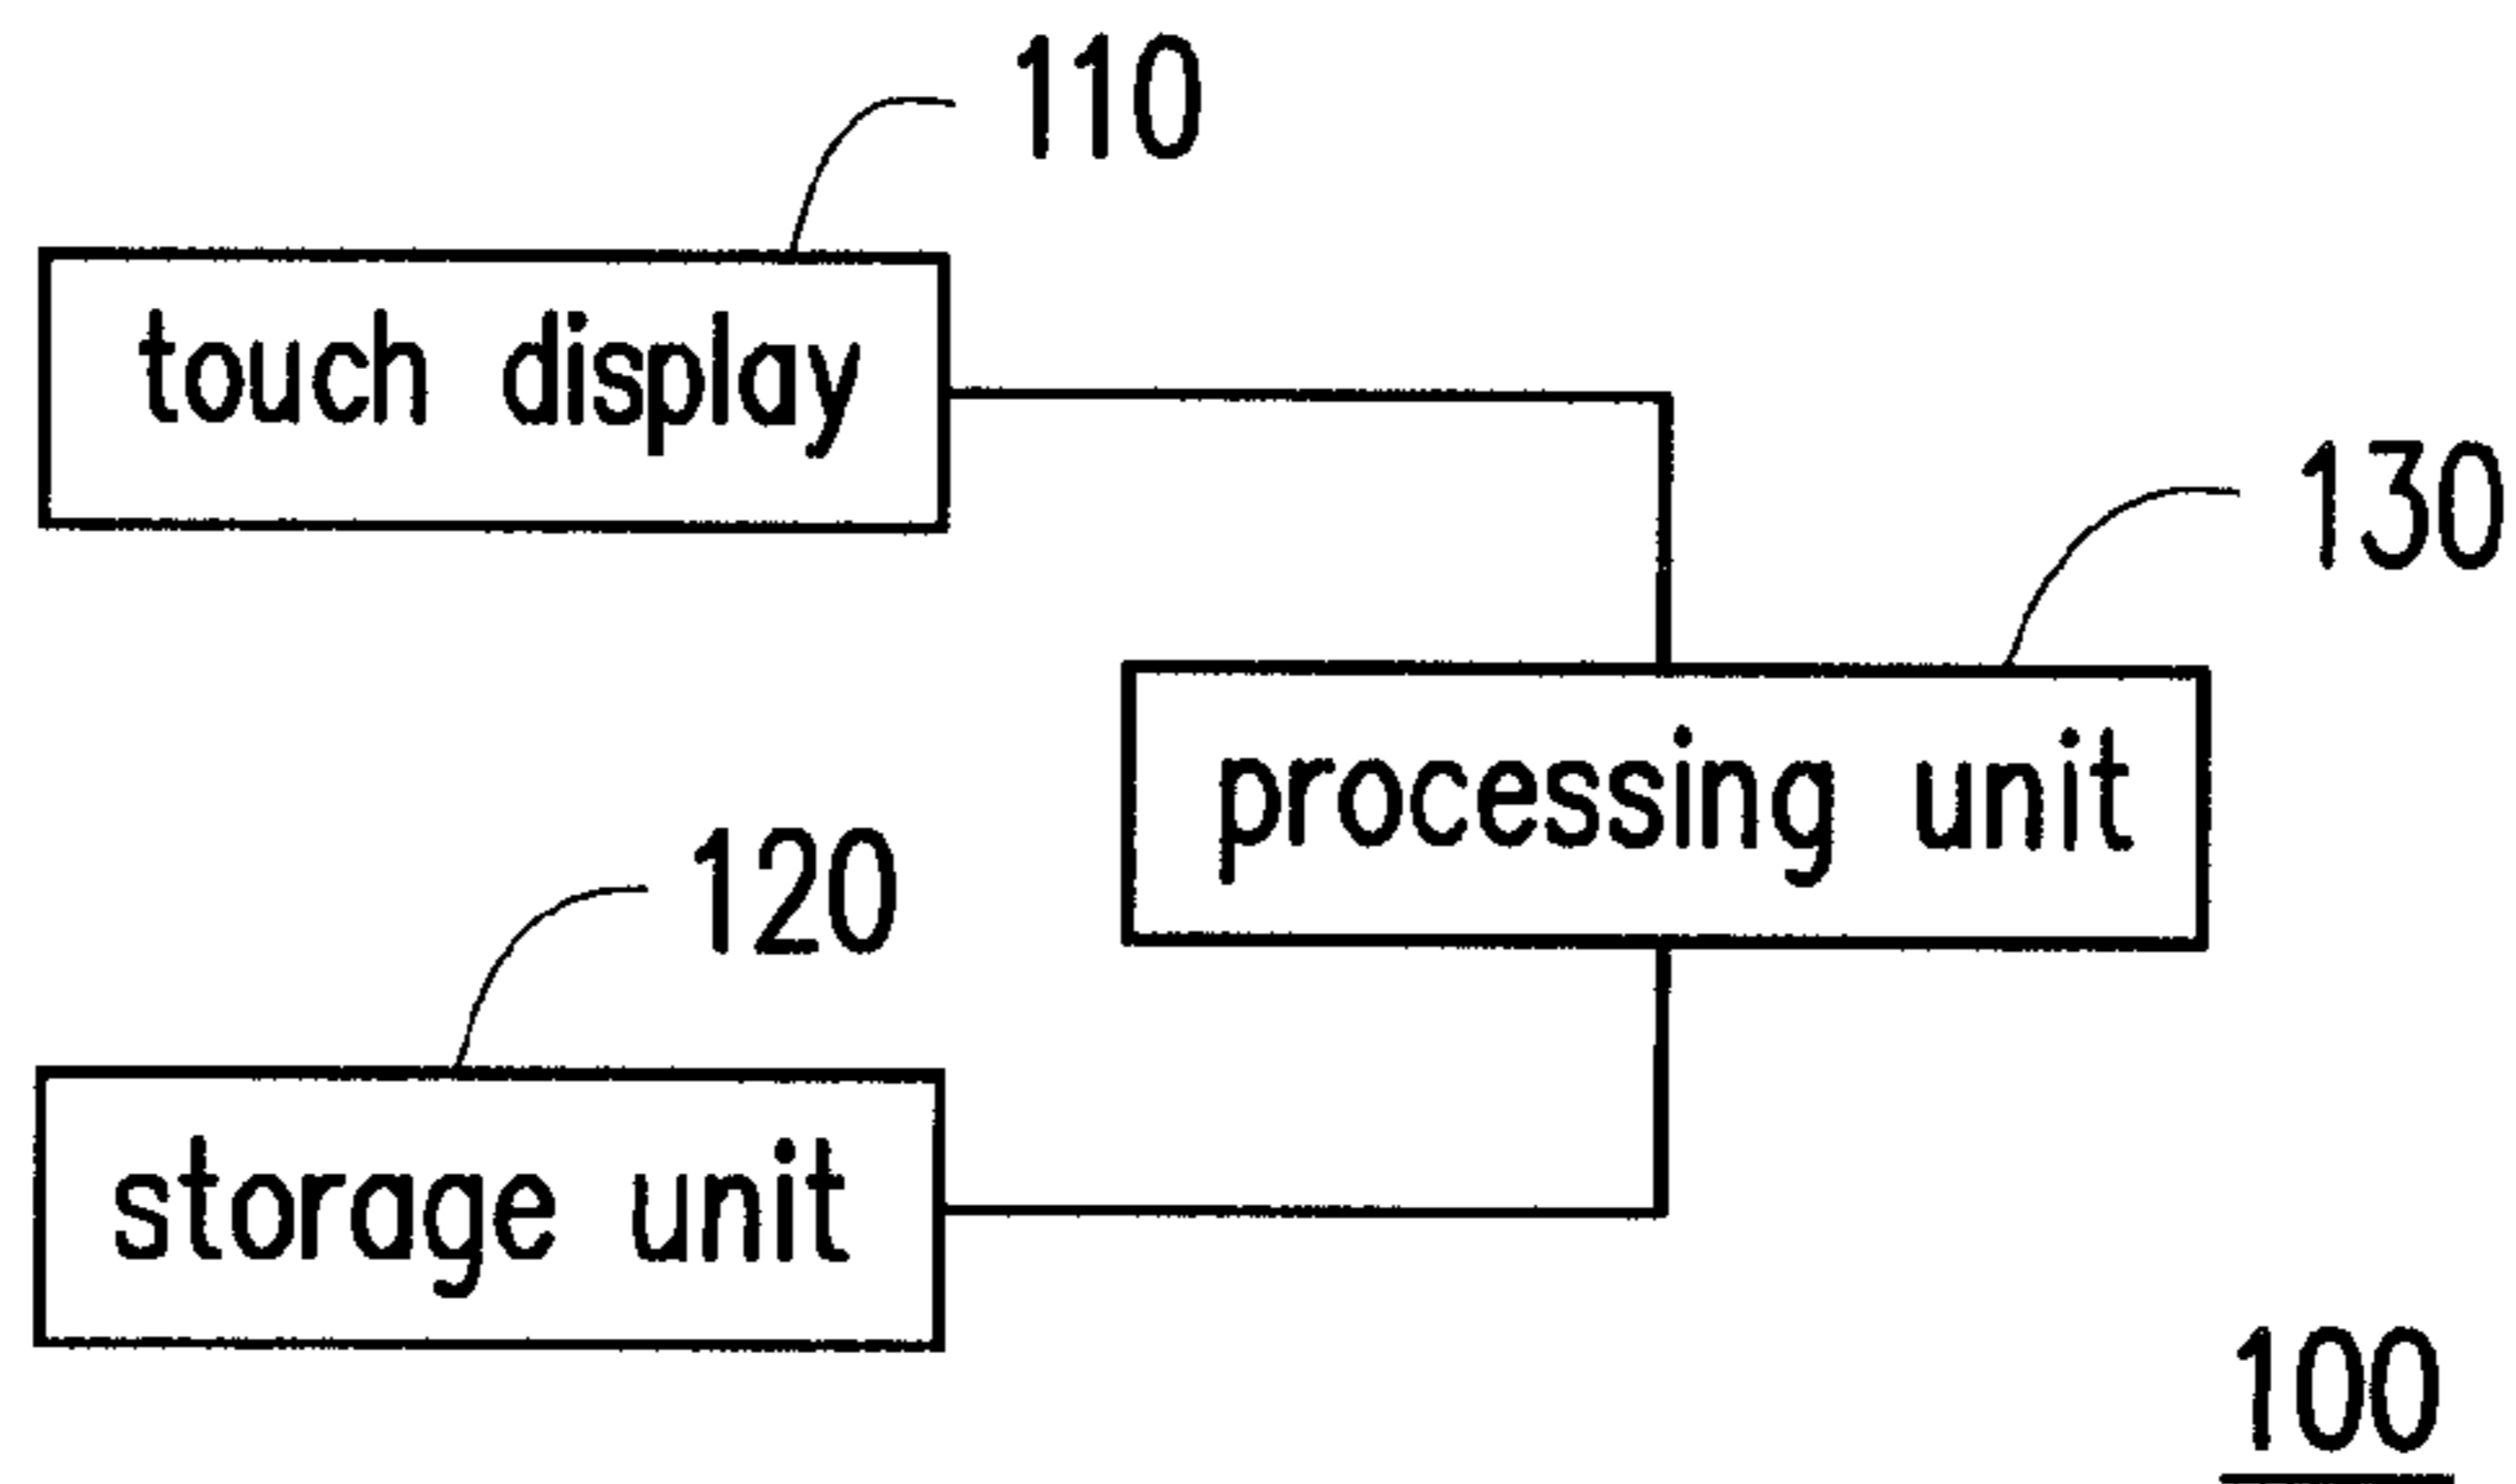 110
touch display
130
processing unit
120
storage unit
100